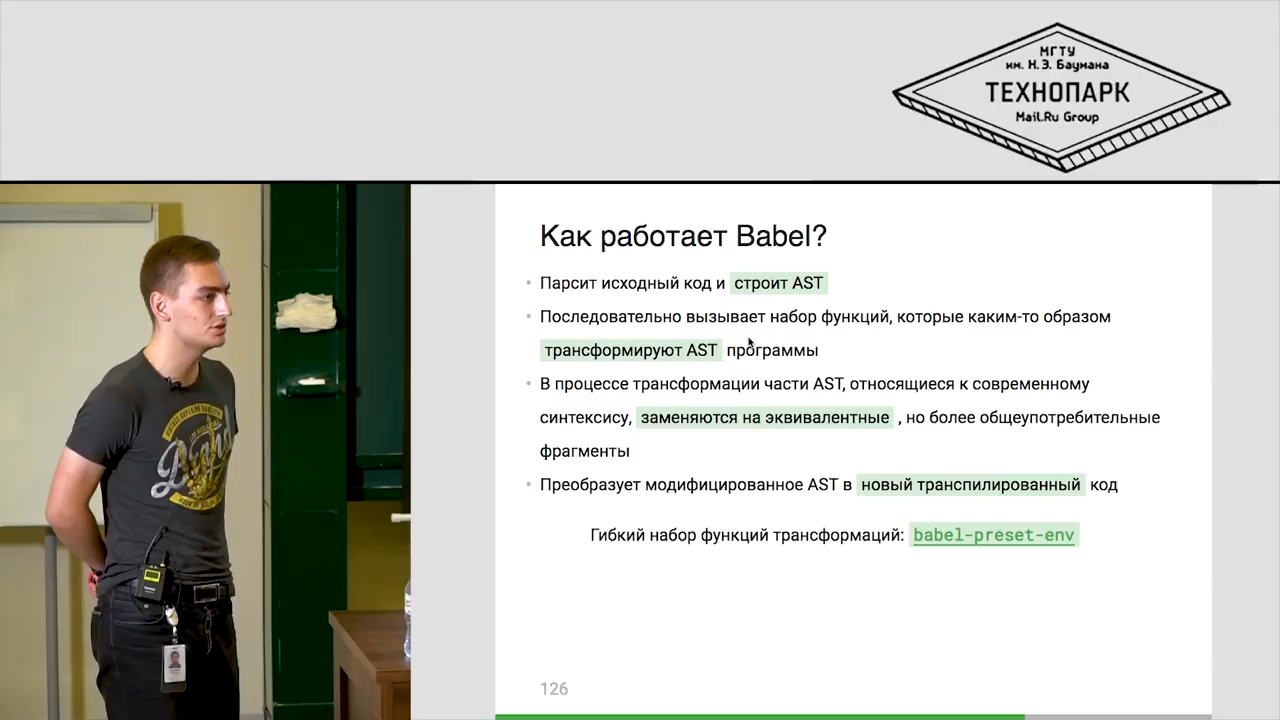 МГТУ
им. Н.Э. Баумана
ТЕХНОПАРК
Mail.Ru Group
Как работает Babel?
Парсит исходный код и строит AST
Последовательно вызывает набор функций, которые каким-то образом
трансформируют AST программы
В процессе трансформации части AST, относящиеся к современному
синтексису, заменяются на эквивалентные , но более общеупотребительные
фрагменты
Преобразует модифицированное AST в новый транспилированный код
Гибкий набор функций трансформаций: babel-preset-env
126